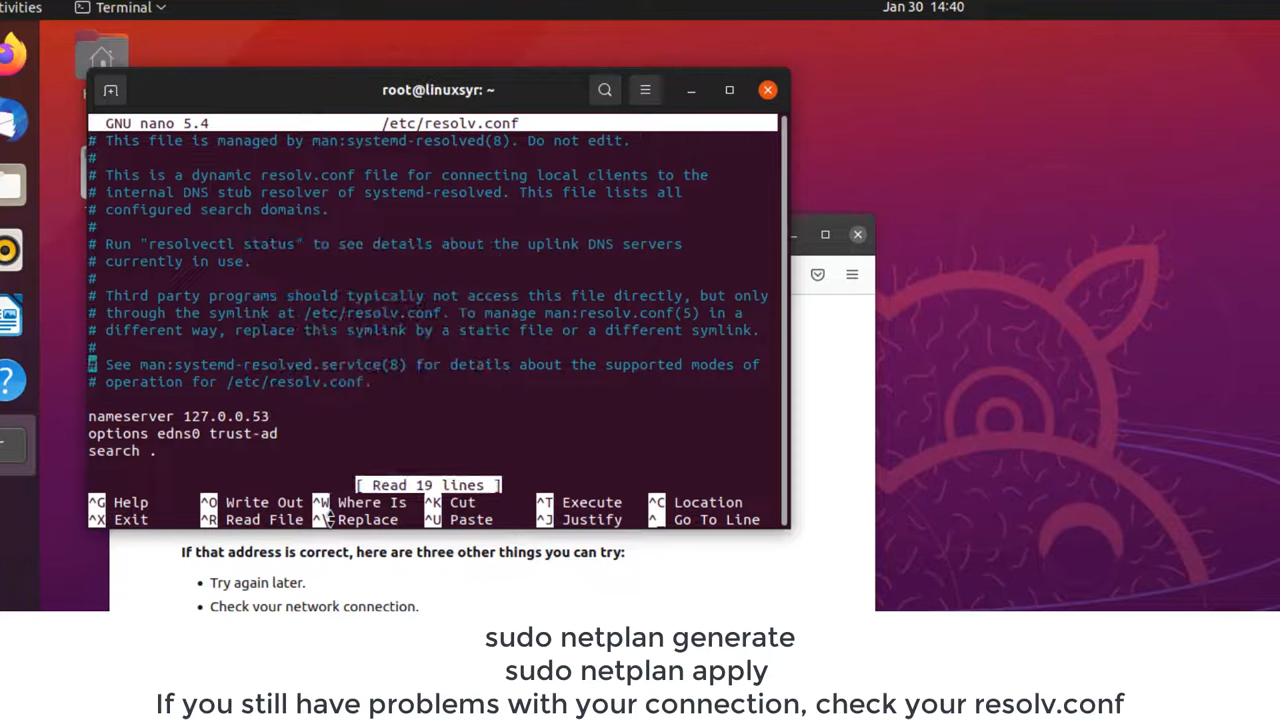 tivities
Terminal
Jan 30 14:40
root@linuxsyr: ~
GNU nano 5.4 /etc/resolv.conf
# This file is managed by man:systemd-resolved(8). Do not edit.
#
# This is a dynamic resolv.conf file for connecting local clients to the
# internal DNS stub resolver of systemd-resolved. This file lists all
# configured search domains.
#
# Run "resolvectl status" to see details about the uplink DNS servers
# currently in use.
#
# Third party programs should typically not access this file directly, but only
# through the symlink at /etc/resolv.conf. To manage man:resolv.conf(5) in a
# different way, replace this symlink by a static file or a different symlink.
#
# See man:systemd-resolved.service(8) for details about the supported modes of
# operation for /etc/resolv.conf.
nameserver 127.0.0.53
options edns0 trust-ad
search .
[ Read 19 lines ]
^G Help ^O Write Out ^W Where Is ^K Cut ^T Execute ^C Location
^X Exit ^R Read File ^\ Replace ^U Paste ^J Justify ^_ Go To Line
If that address is correct, here are three other things you can try:
• Try again later.
• Check your network connection.
sudo netplan generate
sudo netplan apply
If you still have problems with your connection, check your resolv.conf